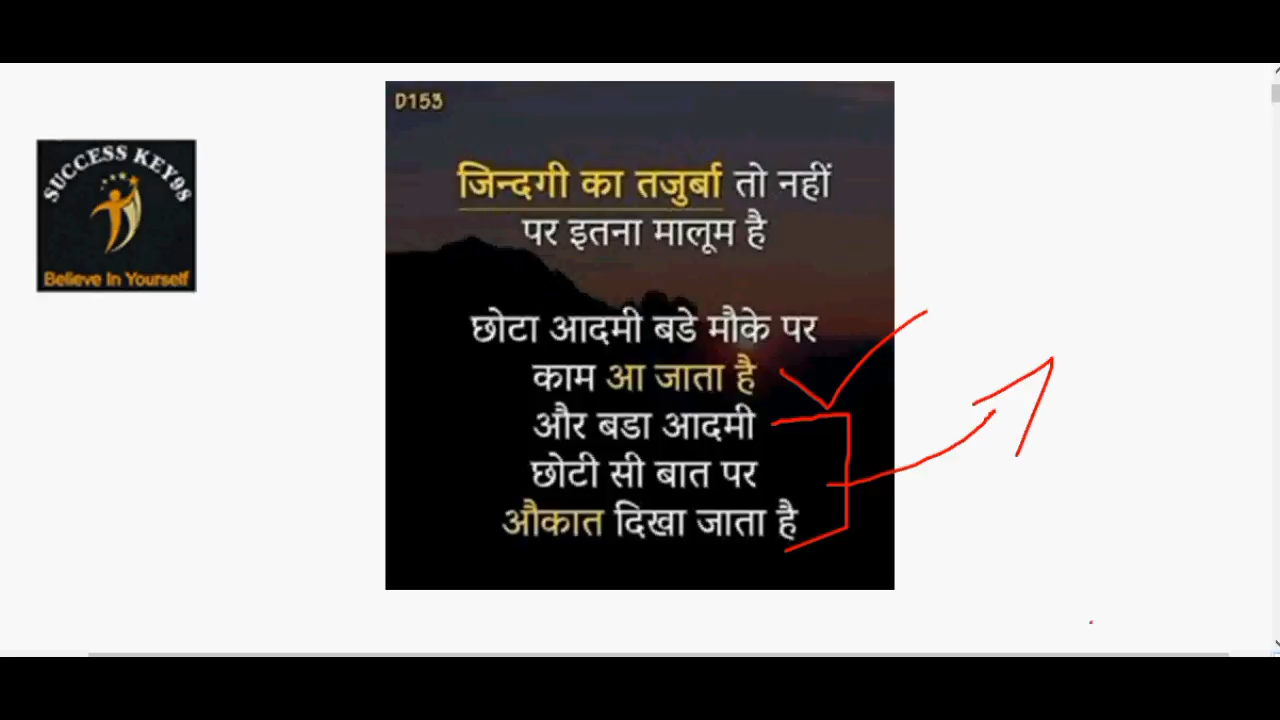 SUCCESS KEY98
Believe In Yourself
D153
जिन्दगी का तजुर्बा तो नहीं
पर इतना मालूम है
छोटा आदमी बडे मौके पर
काम आ जाता है
और बडा आदमी
छोटी सी बात पर
औकात दिखा जाता है